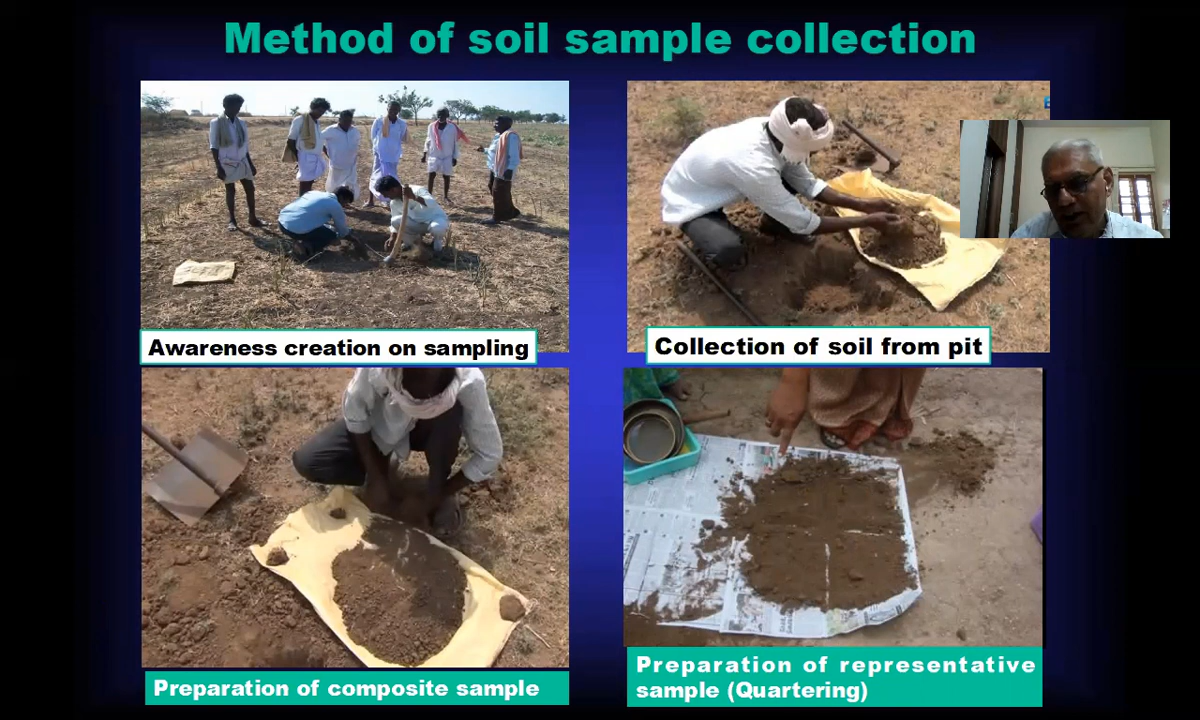 Method of soil sample collection
Awareness creation on sampling
Collection of soil from pit
Preparation of composite sample
Preparation of representative
sample (Quartering)